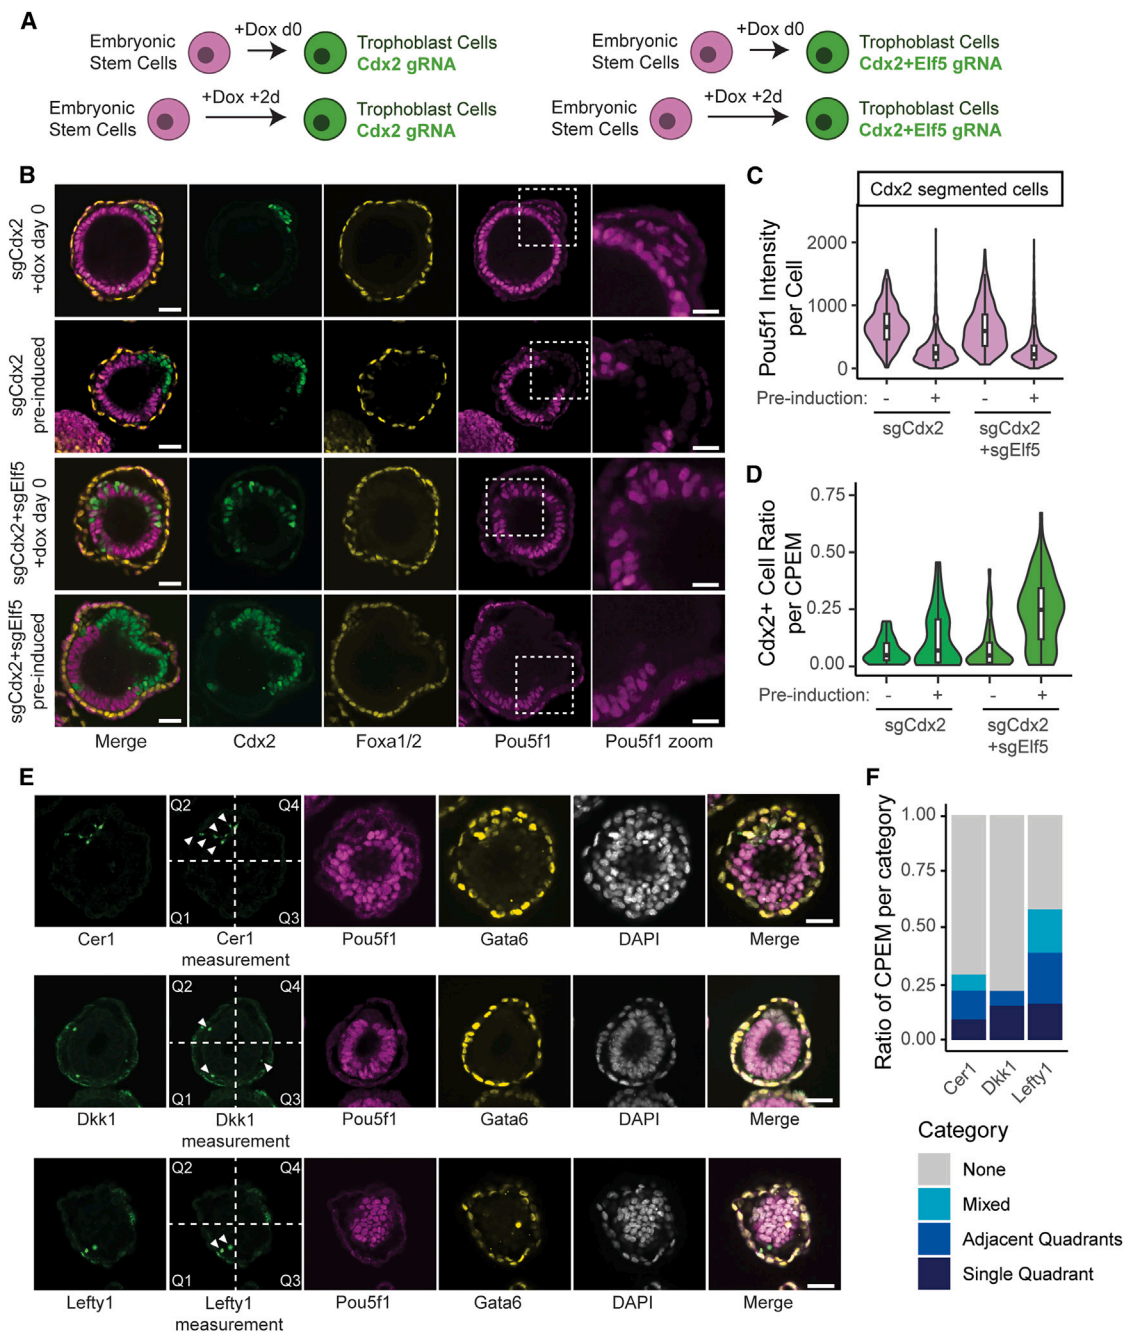 A
Embryonic
Stem Cells
+Dox d0
Trophoblast Cells
Cdx2 gRNA
Embryonic
Stem Cells
+Dox d0
Trophoblast Cells
Cdx2+Elf5 gRNA
Embryonic
Stem Cells
+Dox +2d
Trophoblast Cells
Cdx2 gRNA
Embryonic
Stem Cells
+Dox +2d
Trophoblast Cells
Cdx2+Elf5 gRNA
B
sgCdx2
+dox day 0
sgCdx2
pre-induced
sgCdx2+sgElf5
+dox day 0
sgCdx2+sgElf5
pre-induced
Merge
Cdx2
Foxa1/2
Pou5f1
Pou5f1 zoom
C
Cdx2 segmented cells
Pou5f1 Intensity
per Cell
2000
1000
0
Pre-induction:
-
+
-
+
sgCdx2
sgCdx2
+sgElf5
D
Cdx2+ Cell Ratio
per CPEM
0.75
0.50
0.25
0.00
Pre-induction:
-
+
-
+
sgCdx2
sgCdx2
+sgElf5
E
Q2
Q4
Q1
Q3
Cer1
Cer1
measurement
Pou5f1
Gata6
DAPI
Merge
Q2
Q4
Q1
Q3
Dkk1
Dkk1
measurement
Pou5f1
Gata6
DAPI
Merge
Q2
Q4
Q1
Q3
Lefty1
Lefty1
measurement
Pou5f1
Gata6
DAPI
Merge
F
Ratio of CPEM per category
1.00
0.75
0.50
0.25
0.00
Cer1
Dkk1
Lefty1
Category
None
Mixed
Adjacent Quadrants
Single Quadrant